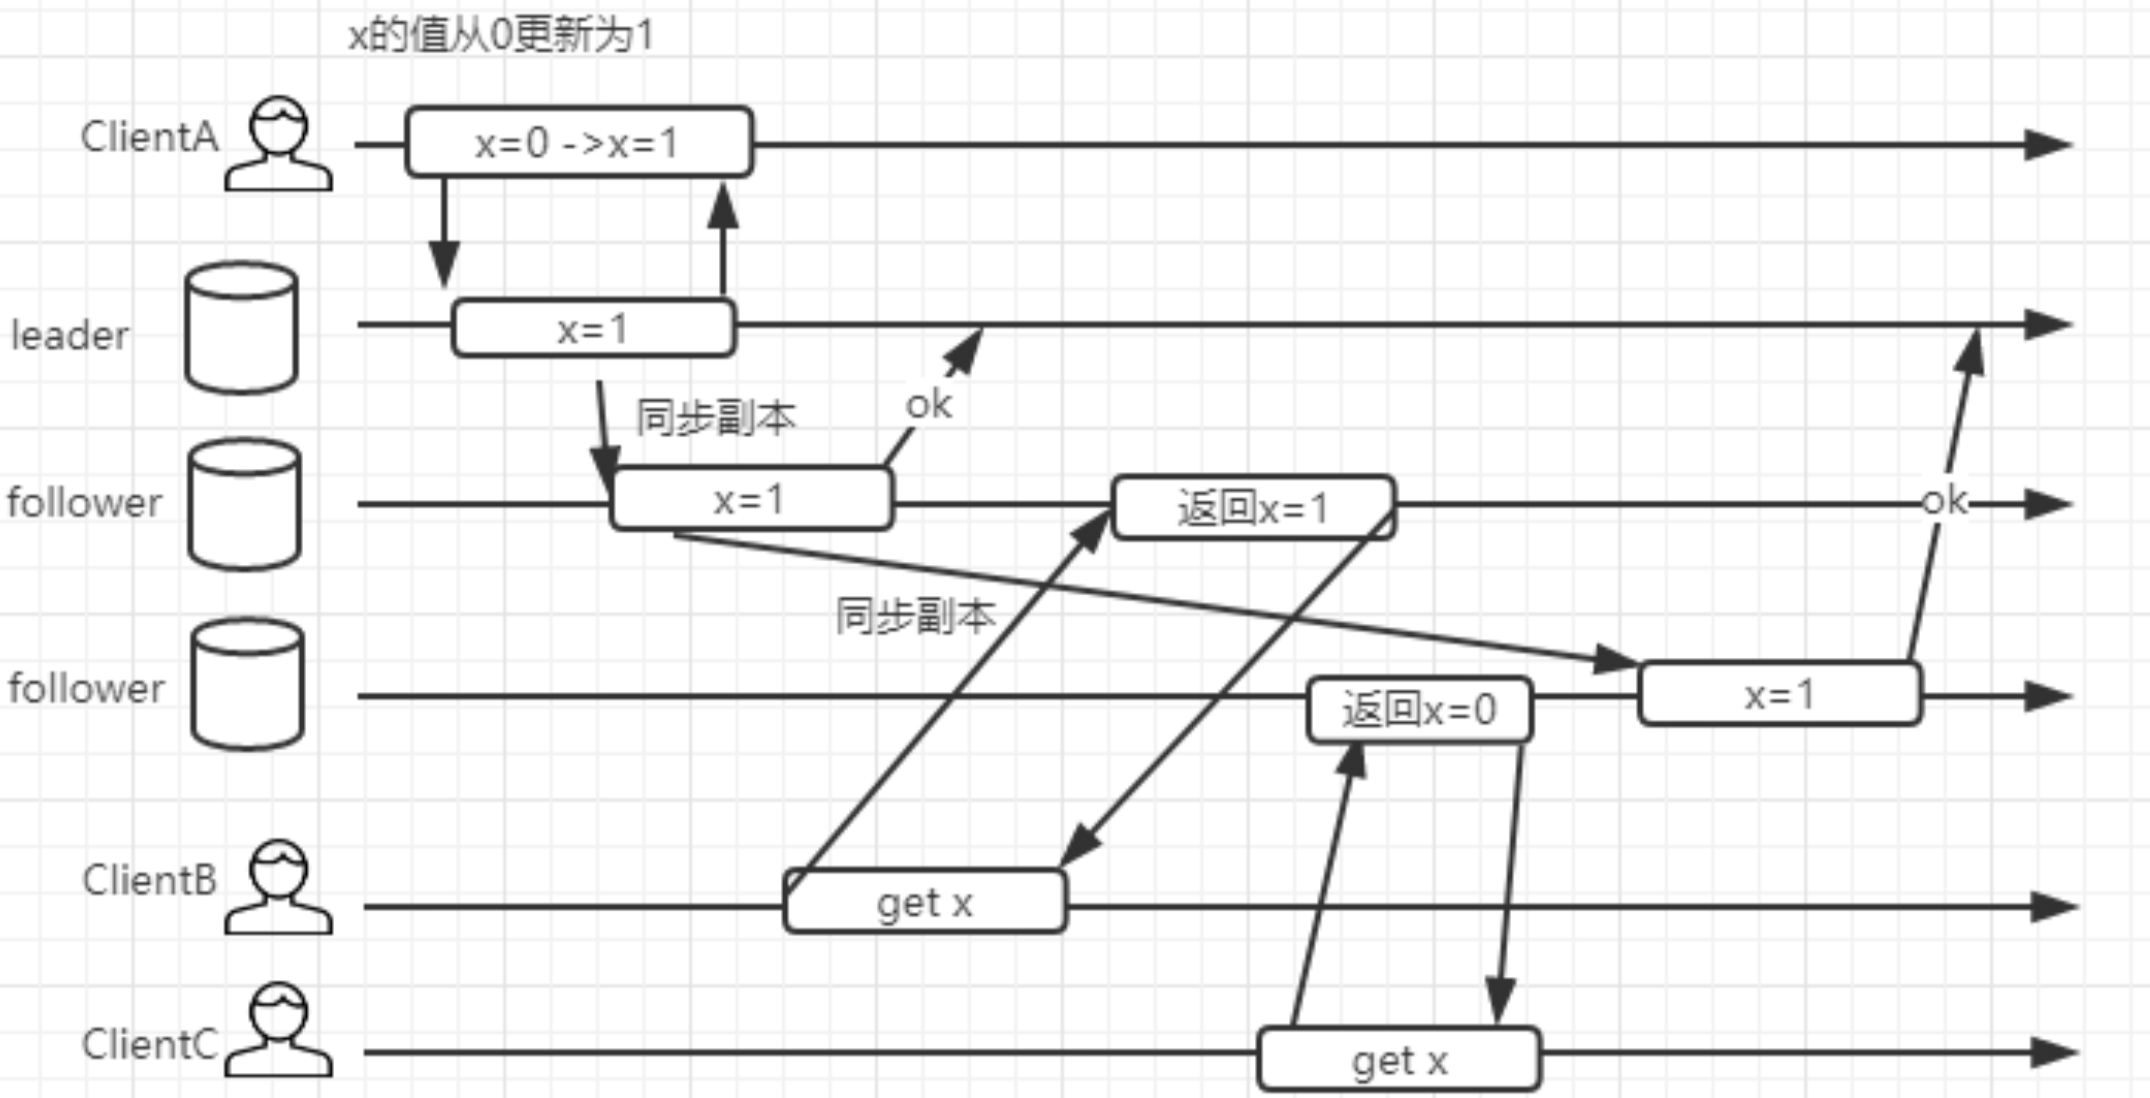 x的值从0更新为1
ClientA
x=0 ->x=1
leader
x=1
同步副本
ok
follower
x=1
返回x=1
ok
同步副本
follower
返回x=0
x=1
ClientB
get x
ClientC
get x